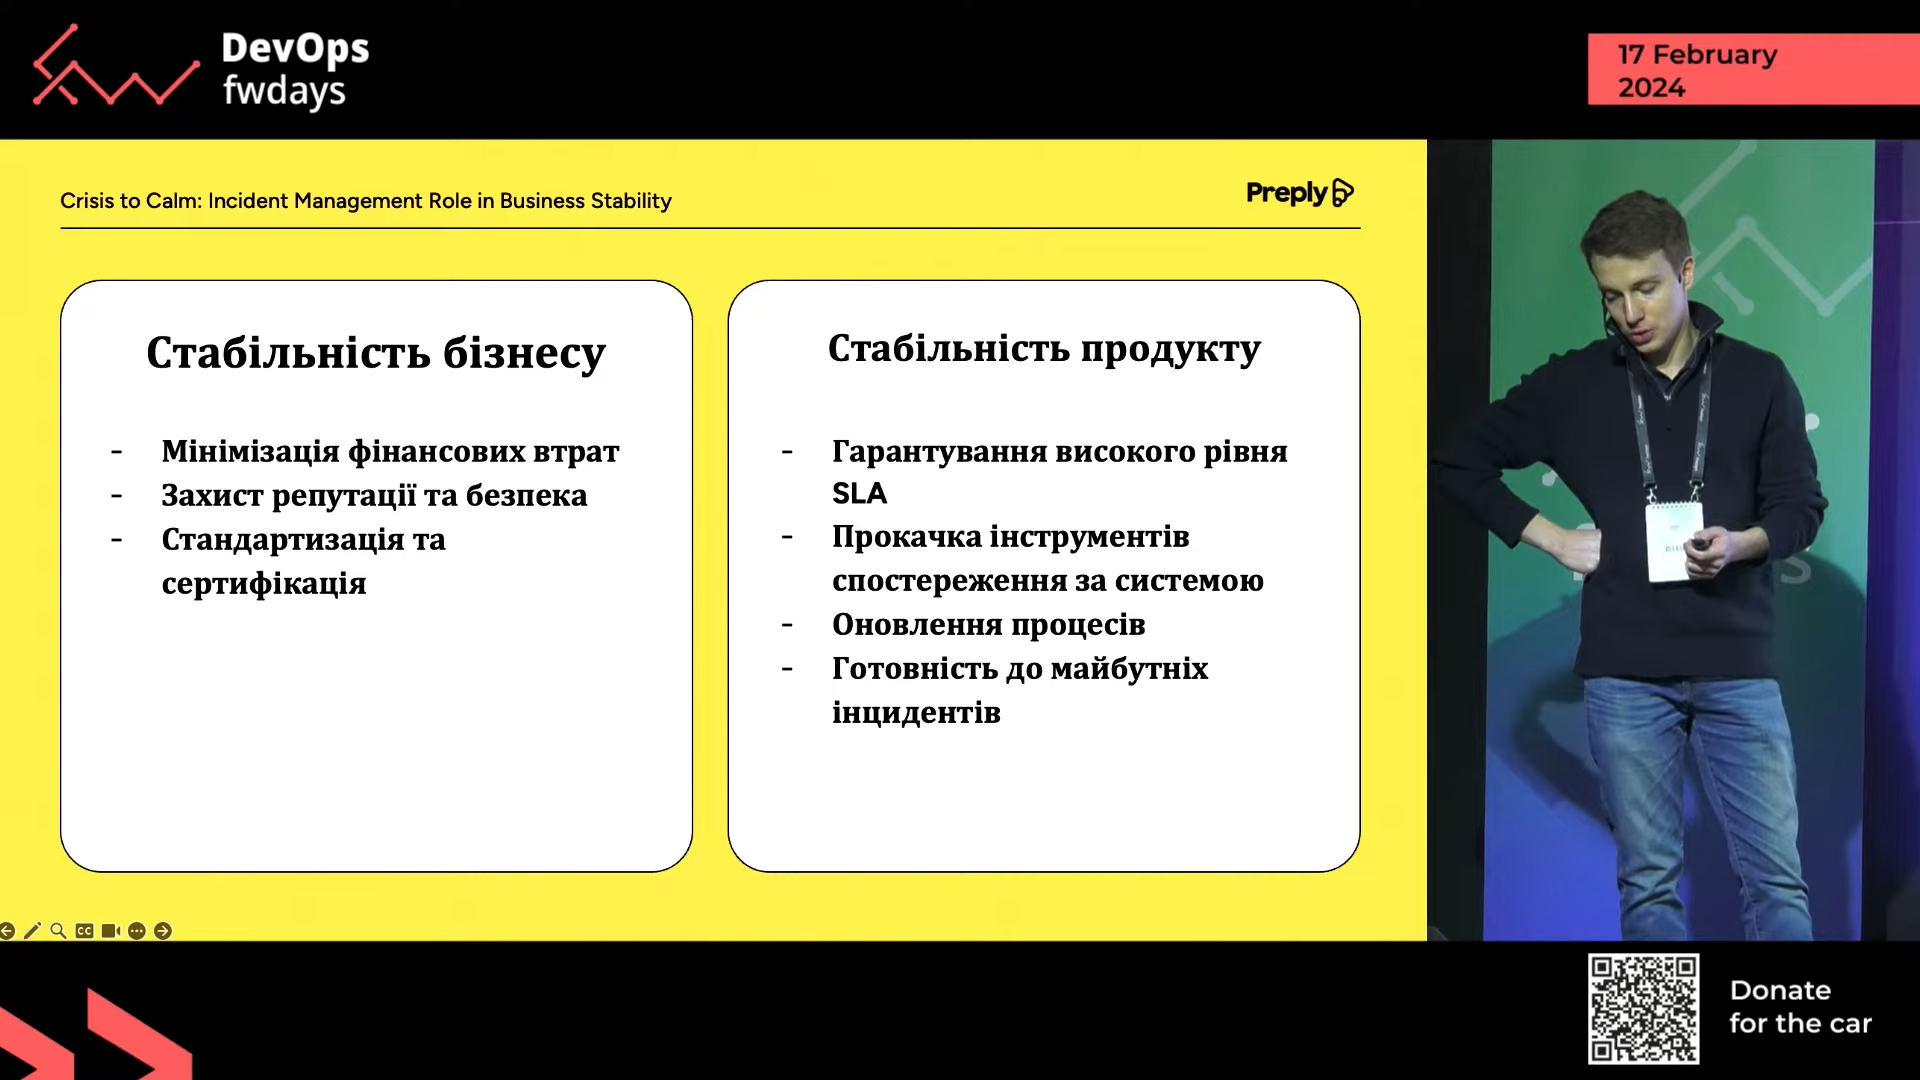 DevOps
fwdays
17 February
2024
Crisis to Calm: Incident Management Role in Business Stability
Preply
Стабільність бізнесу
- Мінімізація фінансових втрат
- Захист репутації та безпека
- Стандартизація та
сертифікація
Стабільність продукту
- Гарантування високого рівня
SLA
- Прокачка інструментів
спостереження за системою
- Оновлення процесів
- Готовність до майбутніх
інцидентів
CC
Donate
for the car